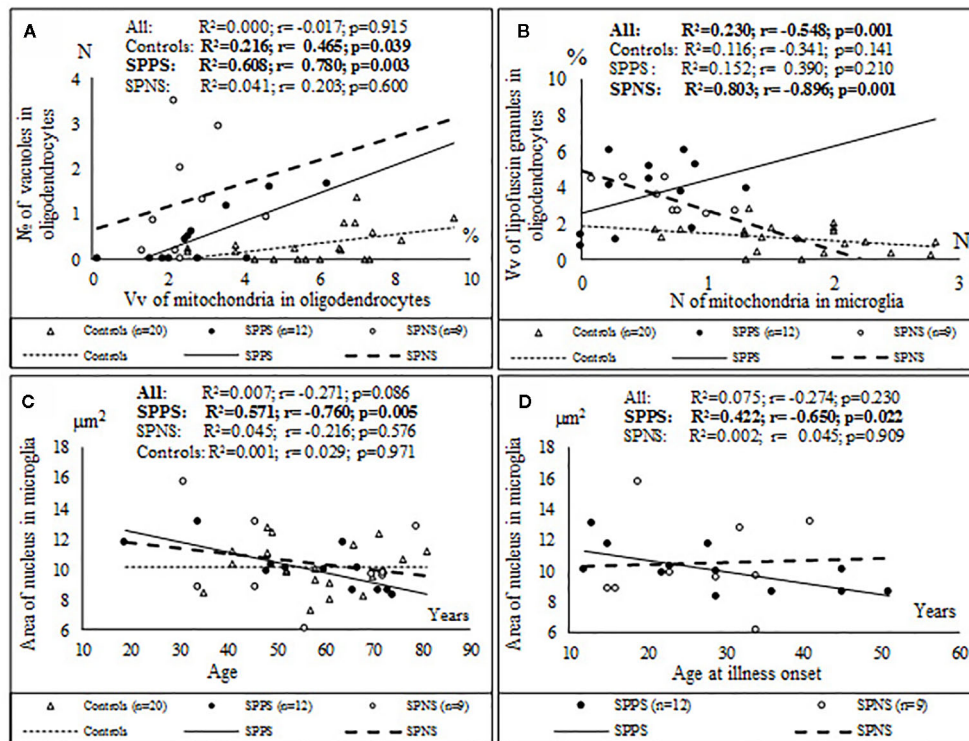 A
All: R²=0.000; r= -0.017; p=0.915
Controls: R²=0.216; r= 0.465; p=0.039
SPPS: R²=0.608; r= 0.780; p=0.003
SPNS: R²=0.041; r= 0.203; p=0.600
N
№ of vacuoles in
oligodendrocytes
4
3
2
1
0
%
0 2 4 6 8 10
Vv of mitochondria in oligodendrocytes
Controls (n=20) SPPS (n=12) SPNS (n=9)
Controls SPPS SPNS
B
All: R²=0.230; r= -0.548; p=0.001
Controls: R²=0.116; r= -0.341; p=0.141
SPPS: R²=0.152; r= 0.390; p=0.210
SPNS: R²=0.803; r= -0.896; p=0.001
%
Vv of lipofuscin granules in
oligodendrocytes
10
8
6
4
2
0
N
0 1 2 3
N of mitochondria in microglia
Controls (n=20) SPPS (n=12) SPNS (n=9)
Controls SPPS SPNS
C
All: R²=0.007; r= -0.271; p=0.086
SPPS: R²=0.571; r= -0.760; p=0.005
SPNS: R²=0.045; r= -0.216; p=0.576
Controls: R²=0.001; r= 0.029; p=0.971
μm²
Area of nucleus in microglia
18
16
14
12
10
8
6
Years
10 20 30 40 50 60 70 80 90
Age
Controls (n=20) SPPS (n=12) SPNS (n=9)
Controls SPPS SPNS
D
All: R²=0.075; r= -0.274; p=0.230
SPPS: R²=0.422; r= -0.650; p=0.022
SPNS: R²=0.002; r= 0.045; p=0.909
μm²
Area of nucleus in microglia
18
16
14
12
10
8
6
Years
10 20 30 40 50 60
Age at illness onset
SPPS (n=12) SPNS (n=9)
SPPS SPNS